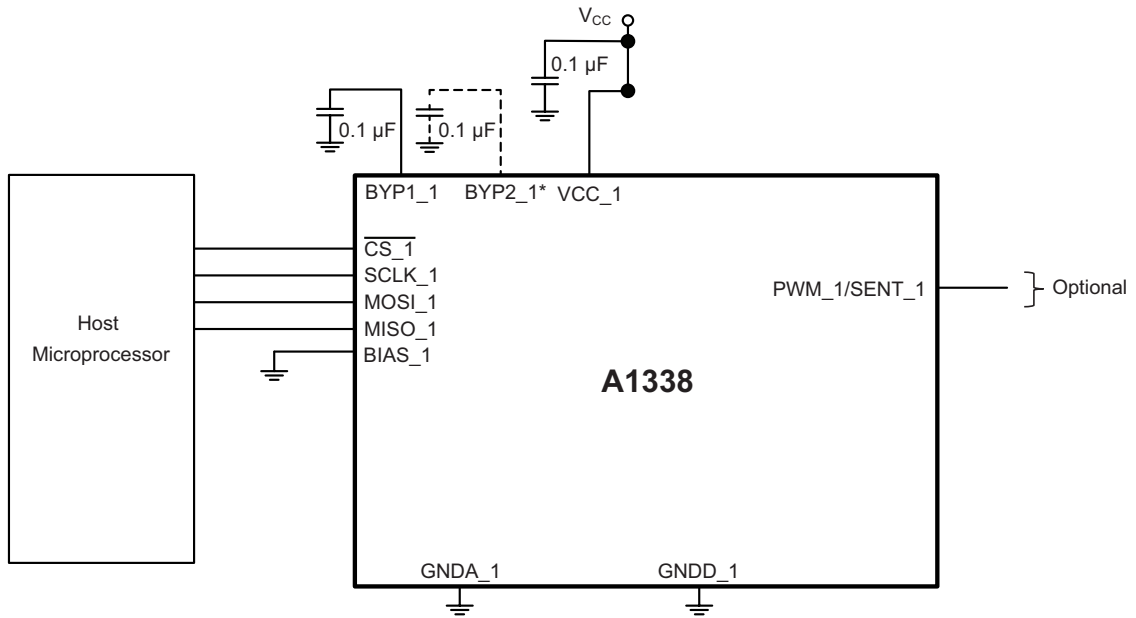 V_CC
0.1 µF
0.1 µF
0.1 µF
BYP1_1
BYP2_1*
VCC_1
CS_1
SCLK_1
MOSI_1
MISO_1
BIAS_1
Host
Microprocessor
PWM_1/SENT_1
Optional
A1338
GNDA_1
GNDD_1